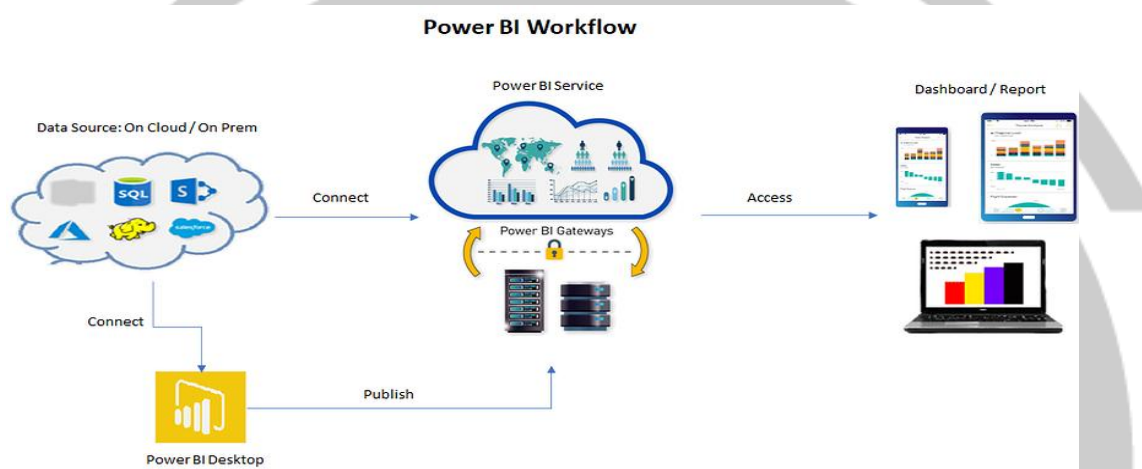 Power BI Workflow
Power BI Service
Dashboard / Report
Data Source: On Cloud / On Prem
SQL
S
salesforce
Connect
Access
Power BI Gateways
Connect
Publish
Power BI Desktop